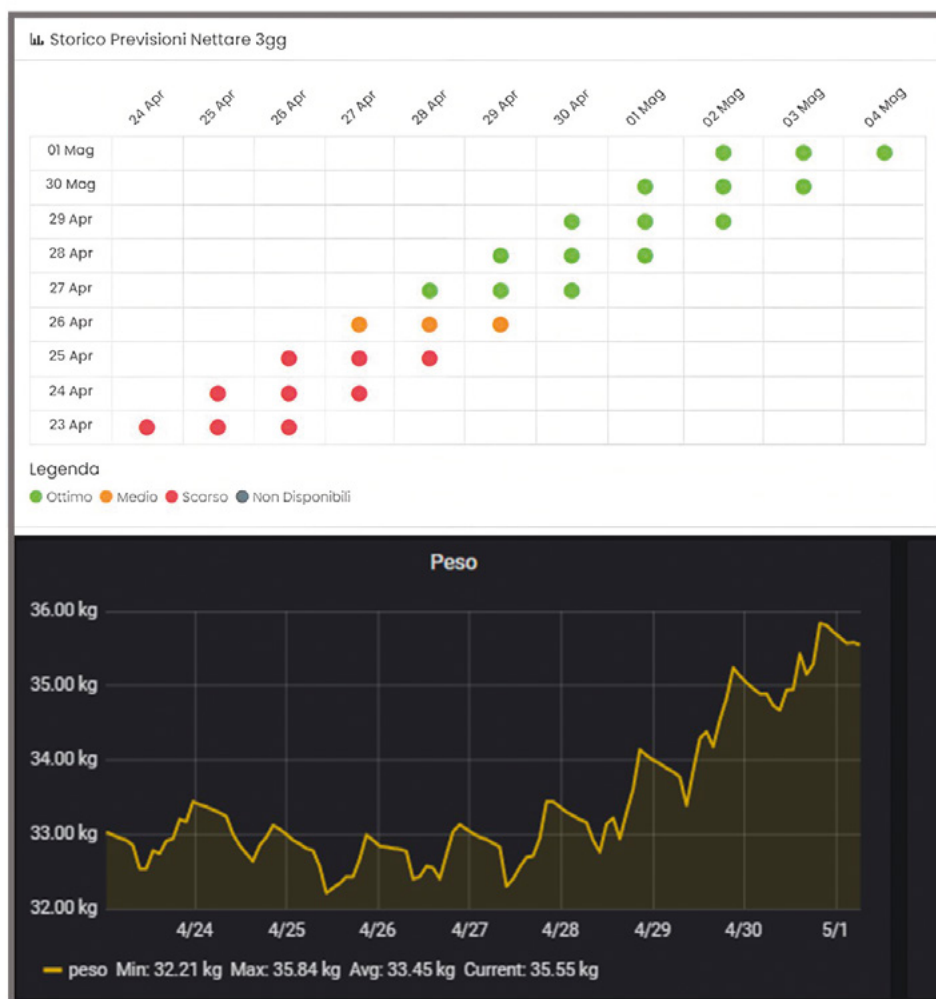 Storico Previsioni Nettare 3gg
24 Apr 25 Apr 26 Apr 27 Apr 28 Apr 29 Apr 30 Apr 01 Mag 02 Mag 03 Mag 04 Mag
01 Mag
30 Mag
29 Apr
28 Apr
27 Apr
26 Apr
25 Apr
24 Apr
23 Apr
Legenda
Ottimo Medio Scarso Non Disponibili
Peso
36.00 kg
35.00 kg
34.00 kg
33.00 kg
32.00 kg
4/24 4/25 4/26 4/27 4/28 4/29 4/30 5/1
peso Min: 32.21 kg Max: 35.84 kg Avg: 33.45 kg Current: 35.55 kg